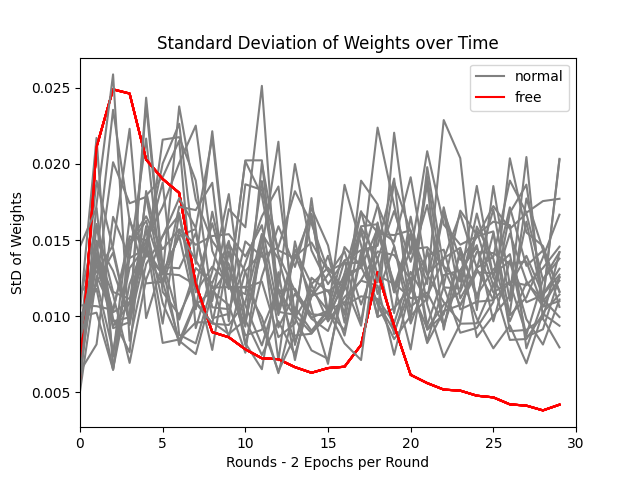 Standard Deviation of Weights over Time
normal
free
StD of Weights
0.025
0.020
0.015
0.010
0.005
0
5
10
15
20
25
30
Rounds - 2 Epochs per Round